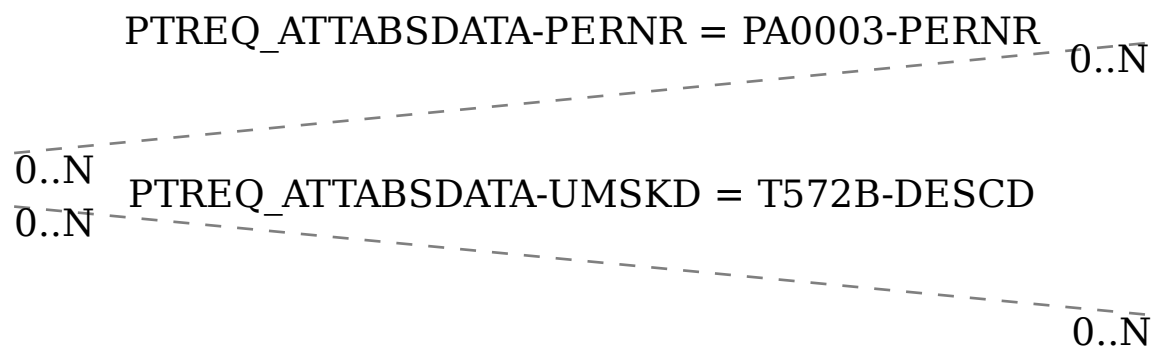 PTREQ_ATTABSDATA-PERNR = PA0003-PERNR
0..N
0..N
PTREQ_ATTABSDATA-UMSKD = T572B-DESCD
0..N
0..N